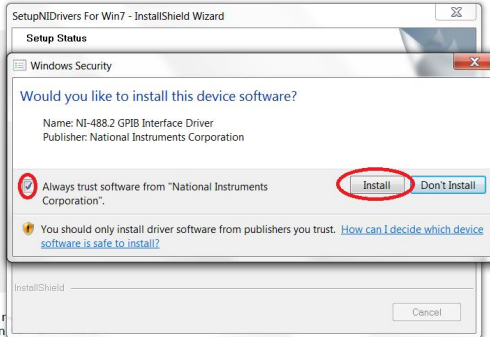 SetupNIDrivers For Win7 - InstallShield Wizard
Setup Status
Windows Security
Would you like to install this device software?
Name: NI-488.2 GPIB Interface Driver
Publisher: National Instruments Corporation
Always trust software from "National Instruments
Corporation".
Install
Don't Install
You should only install driver software from publishers you trust. How can I decide which device
software is safe to install?
InstallShield
Cancel